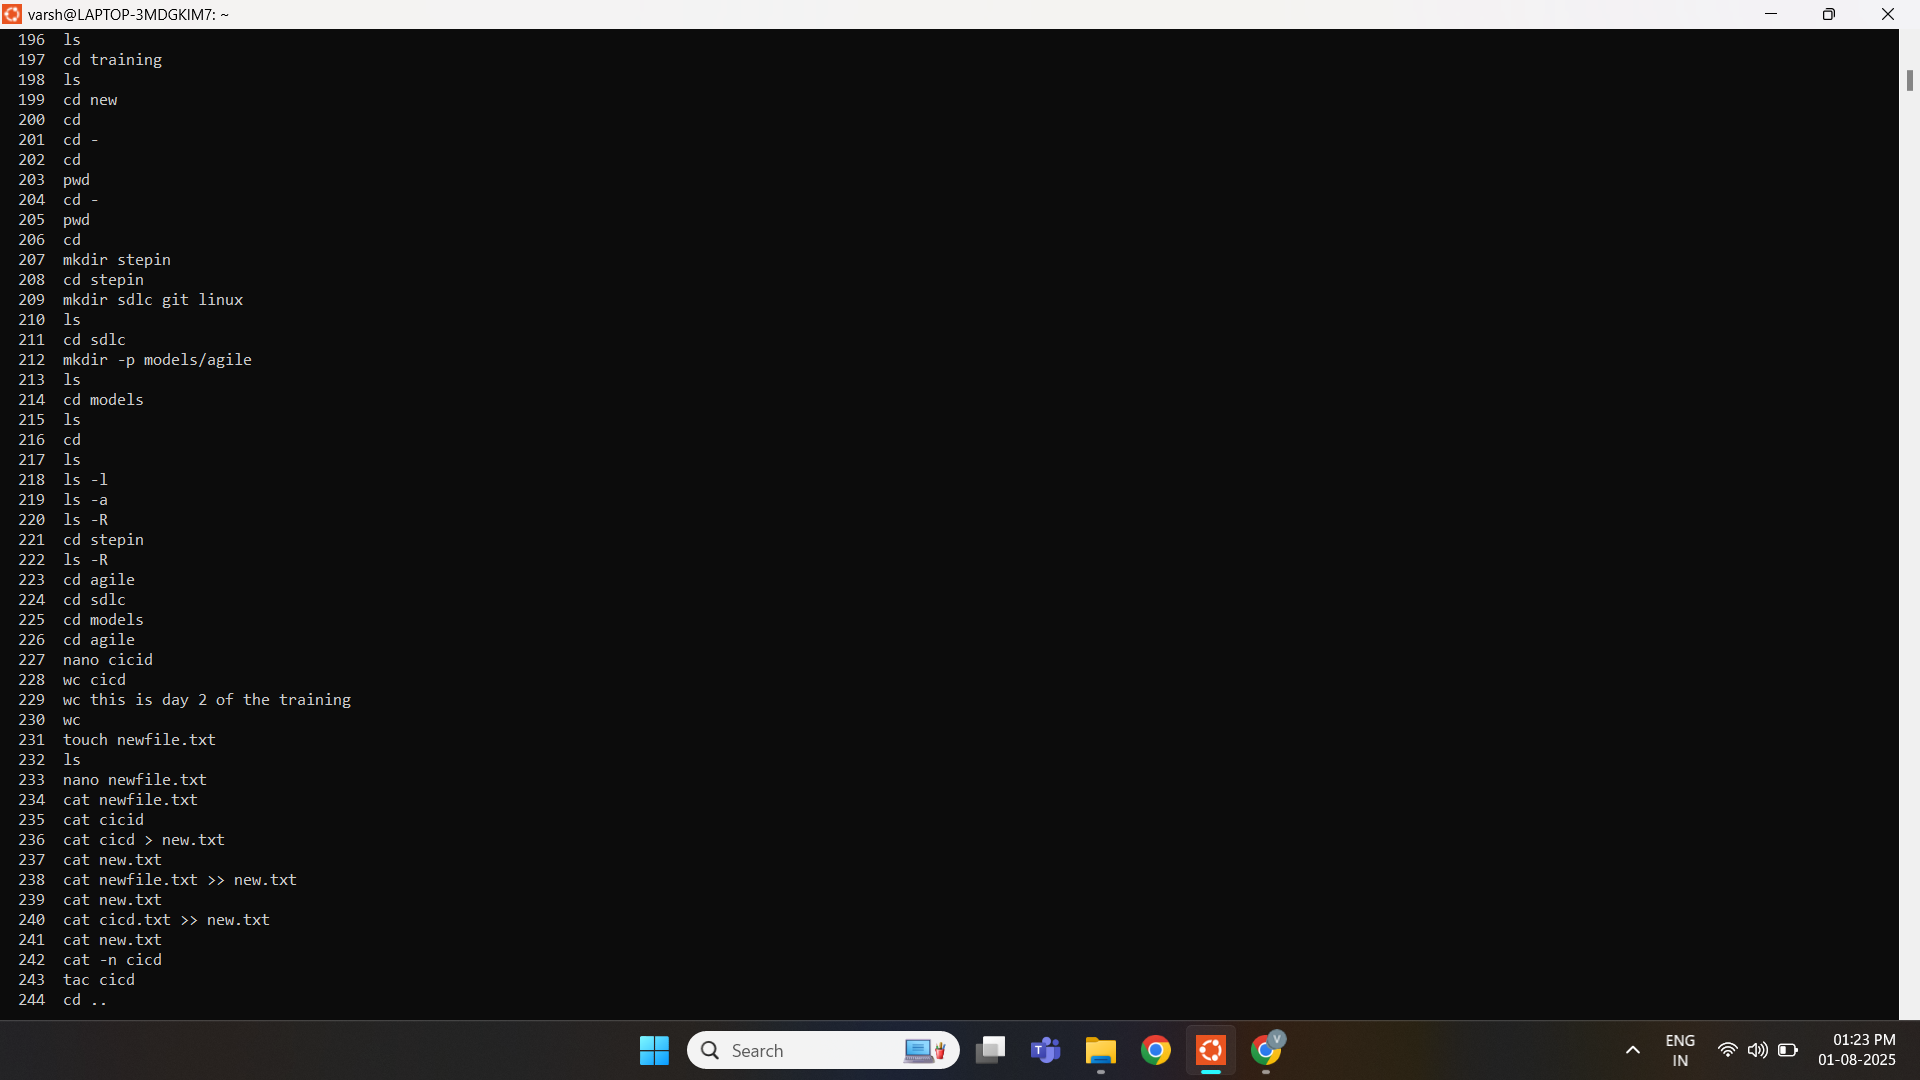 varsh@LAPTOP-3MDGKIM7: ~
196 ls
197 cd training
198 ls
199 cd new
200 cd
201 cd -
202 cd
203 pwd
204 cd -
205 pwd
206 cd
207 mkdir stepin
208 cd stepin
209 mkdir sdlc git linux
210 ls
211 cd sdlc
212 mkdir -p models/agile
213 ls
214 cd models
215 ls
216 cd
217 ls
218 ls -l
219 ls -a
220 ls -R
221 cd stepin
222 ls -R
223 cd agile
224 cd sdlc
225 cd models
226 cd agile
227 nano cicid
228 wc cicd
229 wc this is day 2 of the training
230 wc
231 touch newfile.txt
232 ls
233 nano newfile.txt
234 cat newfile.txt
235 cat cicid
236 cat cicd > new.txt
237 cat new.txt
238 cat newfile.txt >> new.txt
239 cat new.txt
240 cat cicd.txt >> new.txt
241 cat new.txt
242 cat -n cicd
243 tac cicd
244 cd ..
Search
T
V
ENG
IN
01:23 PM
01-08-2025